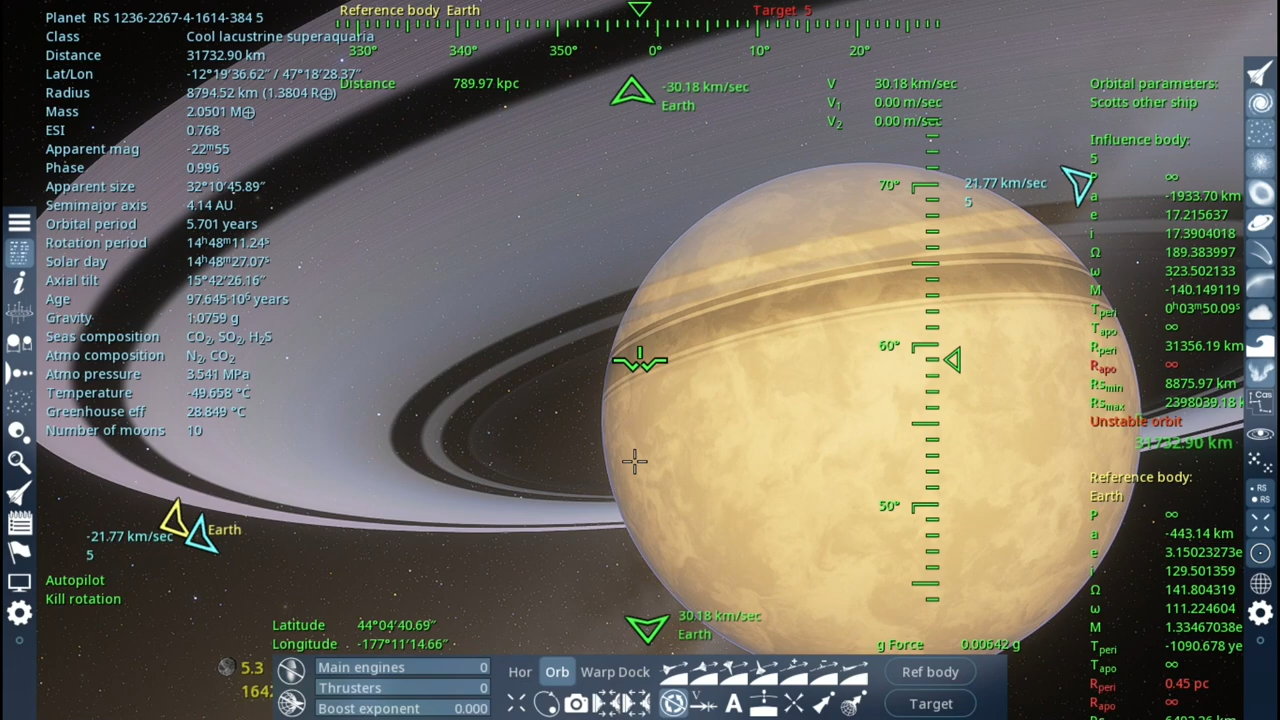 Planet RS 1236-2267-4-1614-384 5
Class Cool lacustrine superaquaria
Distance 31732.90 km
Lat/Lon -12°19′36.62″ / 47°18′28.37″
Radius 8794.52 km (1.3804 R⊕)
Mass 2.0501 M⊕
ESI 0.768
Apparent mag -22ᵐ55
Phase 0.996
Apparent size 32°10′45.89″
Semimajor axis 4.14 AU
Orbital period 5.701 years
Rotation period 14ʰ48ᵐ11.24ˢ
Solar day 14ʰ48ᵐ27.07ˢ
Axial tilt 15°42′26.16″
Age 97.645·10⁶ years
Gravity 1.0759 g
Seas composition CO₂, SO₂, H₂S
Atmo composition N₂, CO₂
Atmo pressure 3.541 MPa
Temperature -49.658 °C
Greenhouse eff 28.849 °C
Number of moons 10
Reference body Earth
Target 5
330° 340° 350° 0° 10° 20°
Distance 789.97 kpc
-30.18 km/sec
Earth
V 30.18 km/sec
V₁ 0.00 m/sec
V₂ 0.00 m/sec
70°
60°
50°
21.77 km/sec
5
Orbital parameters:
Scotts other ship
Influence body:
5
P ∞
a -1933.70 km
e 17.215637
i 17.3904018
Ω 189.383997
ω 323.502133
M -140.149119
Tperi 0ʰ03ᵐ50.09ˢ
Tapo ∞
Rperi 31356.19 km
Rapo ∞
Rsmin 8875.97 km
Rsmax 2398039.18 k
Unstable orbit
31732.90 km
Reference body:
Earth
P ∞
a -443.14 km
e 3.15023273e
i 129.501359
Ω 141.804319
ω 111.224604
M 1.33467038e
Tperi -1090.678 ye
Tapo ∞
Rperi 0.45 pc
Rapo ∞
Earth
-21.77 km/sec
5
Autopilot
Kill rotation
Latitude 44°04′40.69″
Longitude -177°11′14.66″
30.18 km/sec
Earth
g Force 0.00642 g
5.3
164
Main engines 0
Thrusters 0
Boost exponent 0.000
Hor Orb Warp Dock
Ref body
Target